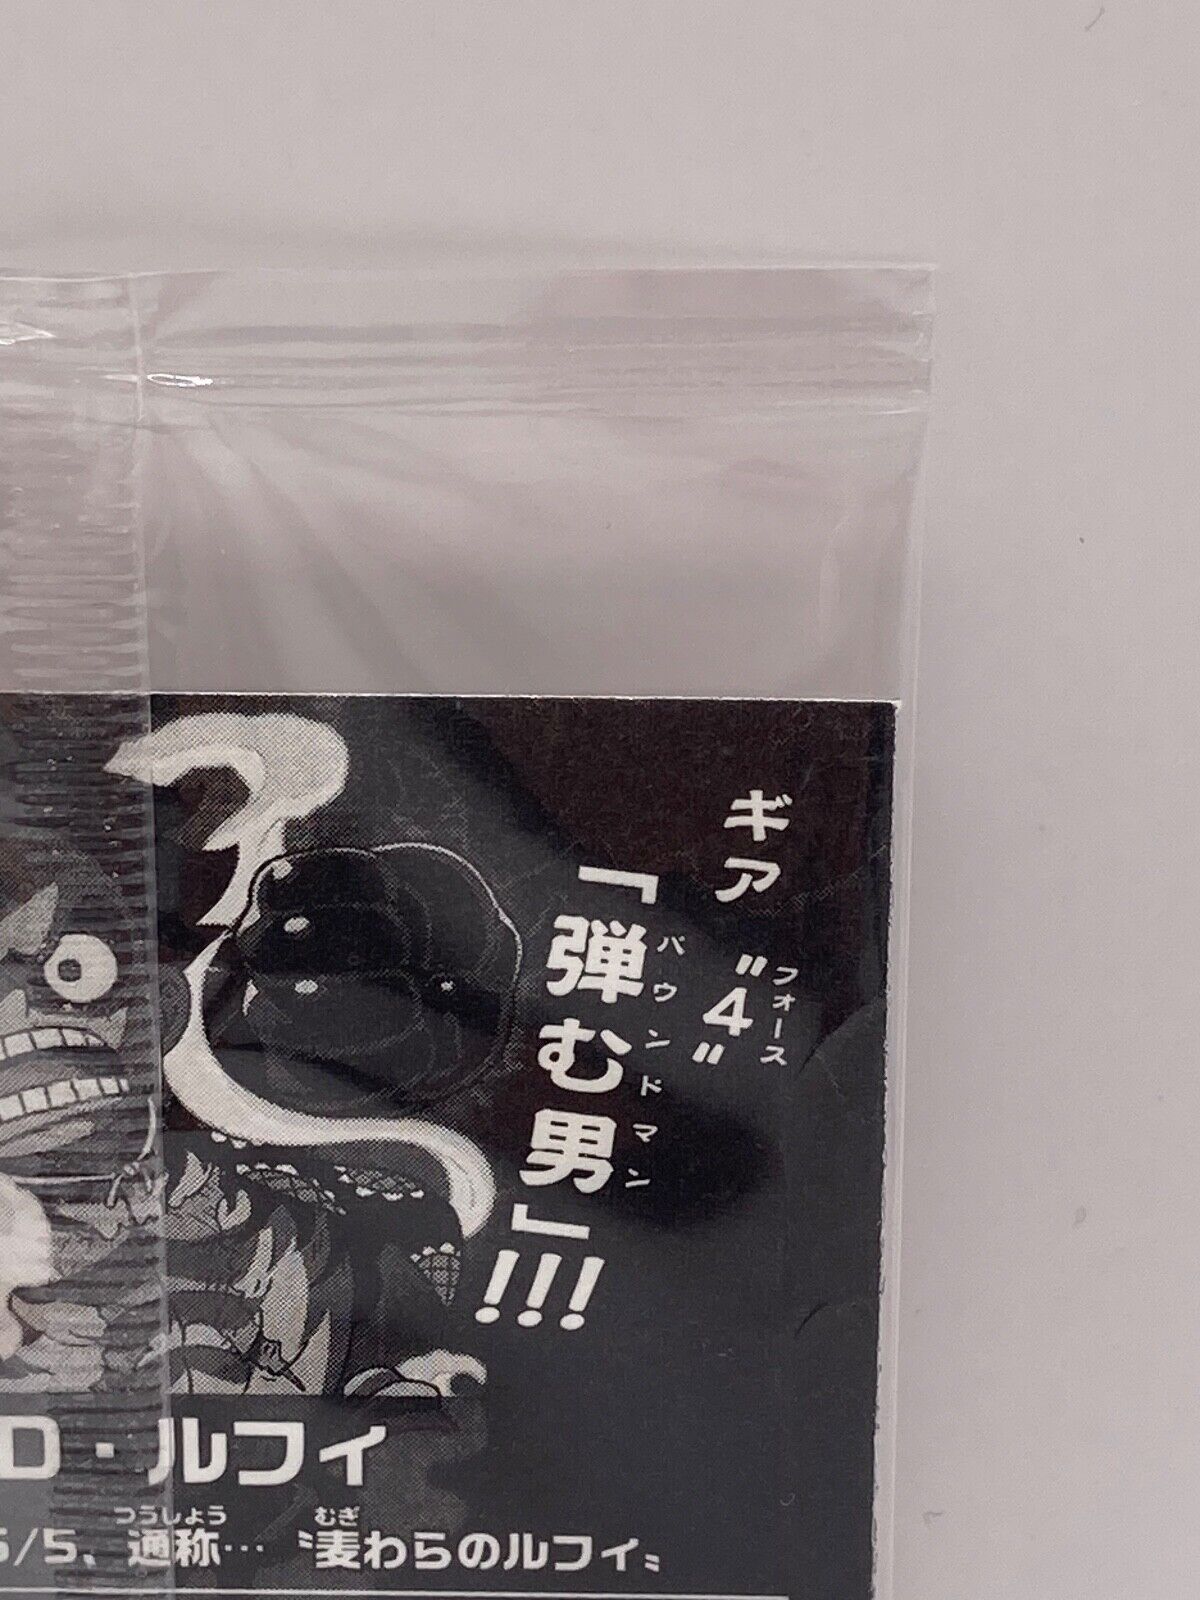 ギア〝4〟
フォース
「弾む男」!!!
バウンドマン
D・ルフィ
つうしょう むぎ
5/5、通称…〝麦わらのルフィ〟